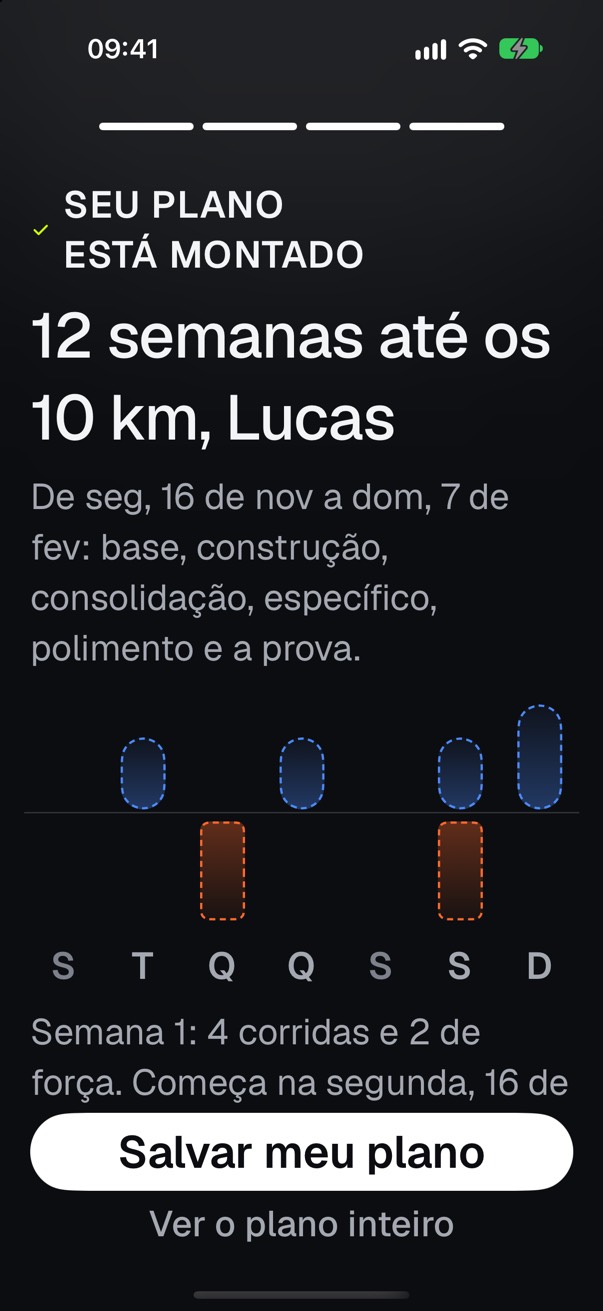 09:41
SEU PLANO
ESTÁ MONTADO
12 semanas até os
10 km, Lucas
De seg, 16 de nov a dom, 7 de
fev: base, construção,
consolidação, específico,
polimento e a prova.
S T Q Q S S D
Semana 1: 4 corridas e 2 de
força. Começa na segunda, 16 de
Salvar meu plano
Ver o plano inteiro